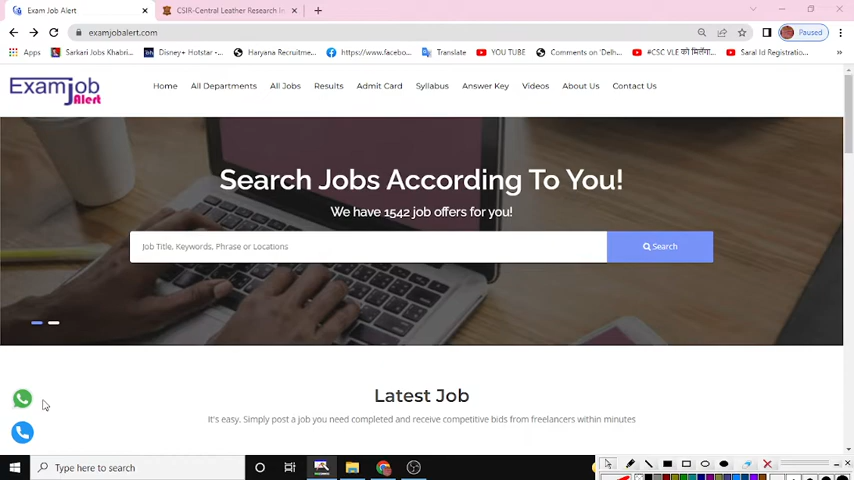 Exam Job Alert
CSIR-Central Leather Research In
examjobalert.com
Paused
Apps
Sarkari Jobs Khabri...
Disney+ Hotstar -...
Haryana Recruitme...
https://www.facebo...
Translate
YOU TUBE
Comments on 'Delh...
#CSC VLE को मिलेंगे...
Saral Id Registratio...
Examjob
Alert
Home
All Departments
All Jobs
Results
Admit Card
Syllabus
Answer Key
Videos
About Us
Contact Us
Search Jobs According To You!
We have 1542 job offers for you!
Job Title, Keywords, Phrase or Locations
Search
Latest Job
It's easy. Simply post a job you need completed and receive competitive bids from freelancers within minutes
Type here to search